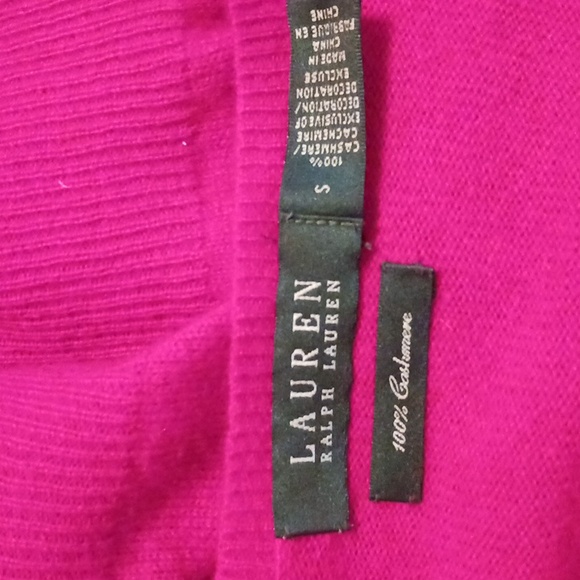 LAUREN
RALPH LAUREN
100% Cashmere
S
100%
CASHMERE/
CACHEMIRE
EXCLUSIVE OF
DECORATION/
DECORATION
EXCLUSE
MADE IN
CHINA
FABRIQUE EN
CHINE